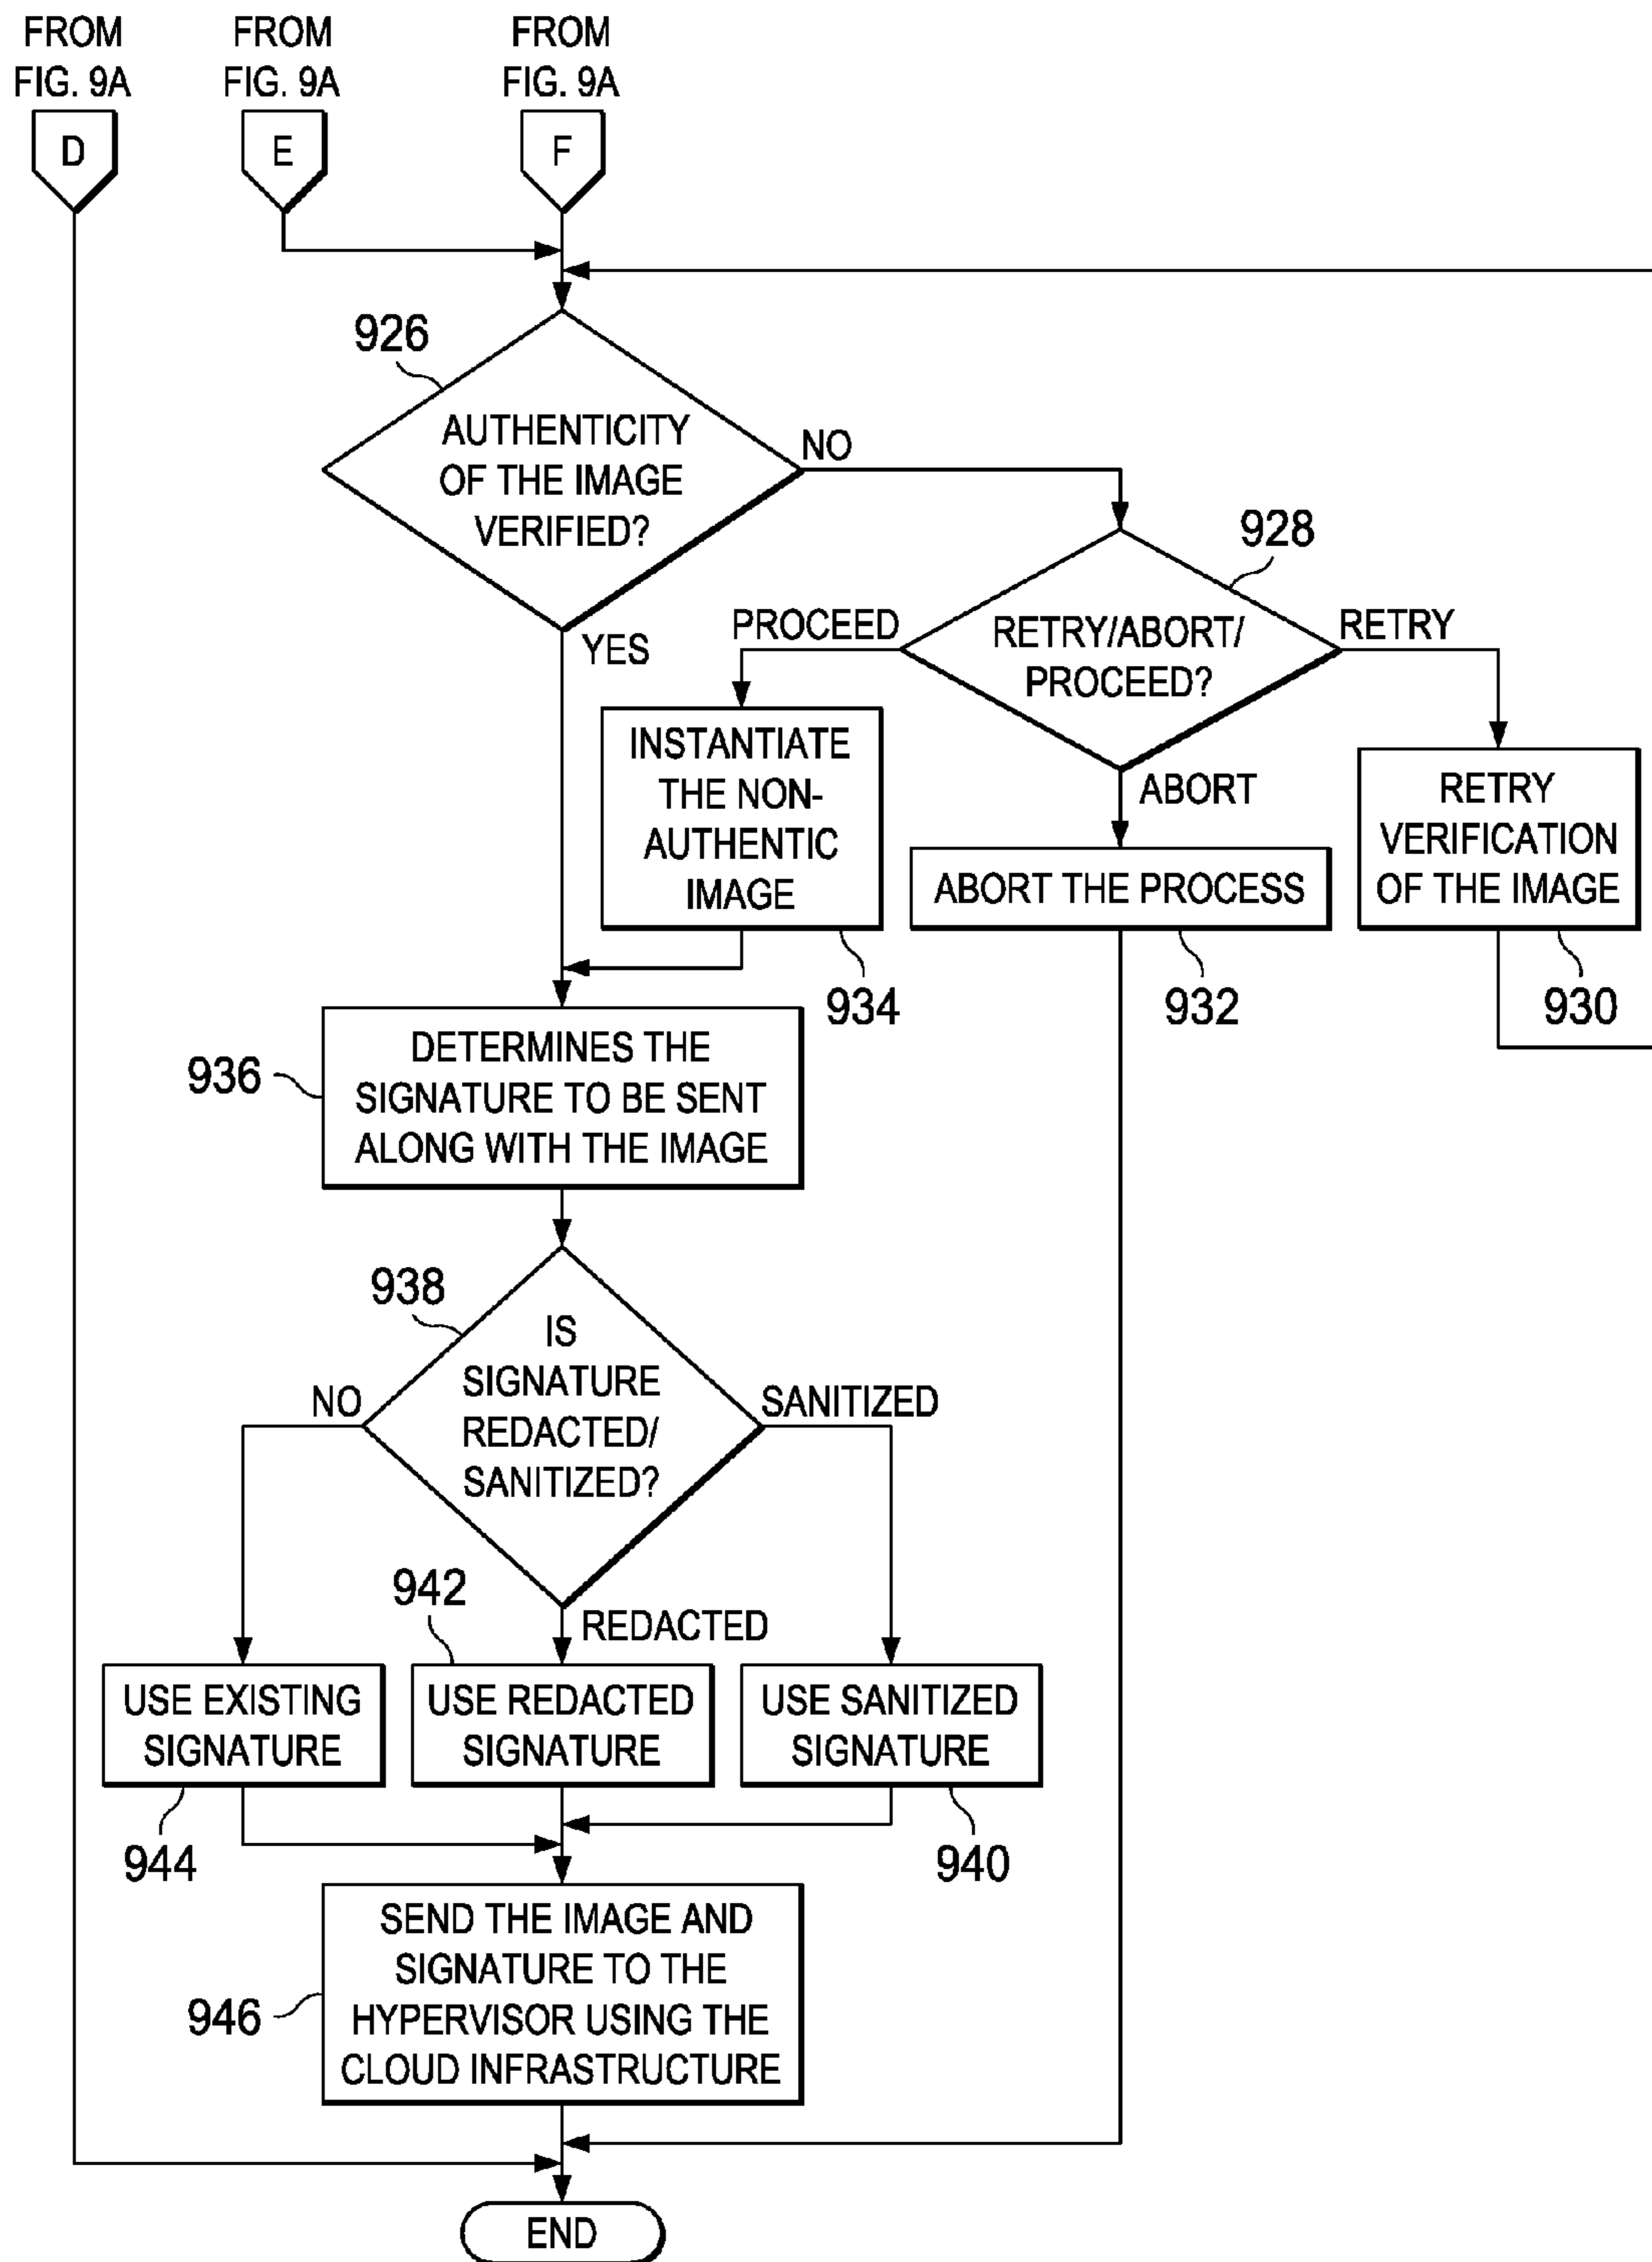 FROM
FIG. 9A
FROM
FIG. 9A
FROM
FIG. 9A
D
E
F
926
AUTHENTICITY
OF THE IMAGE
VERIFIED?
NO
YES
928
RETRY/ABORT/
PROCEED?
PROCEED
RETRY
ABORT
INSTANTIATE
THE NON-
AUTHENTIC
IMAGE
934
ABORT THE PROCESS
932
RETRY
VERIFICATION
OF THE IMAGE
930
936
DETERMINES THE
SIGNATURE TO BE SENT
ALONG WITH THE IMAGE
938
IS
SIGNATURE
REDACTED/
SANITIZED?
NO
SANITIZED
REDACTED
942
USE EXISTING
SIGNATURE
944
USE REDACTED
SIGNATURE
USE SANITIZED
SIGNATURE
940
946
SEND THE IMAGE AND
SIGNATURE TO THE
HYPERVISOR USING THE
CLOUD INFRASTRUCTURE
END